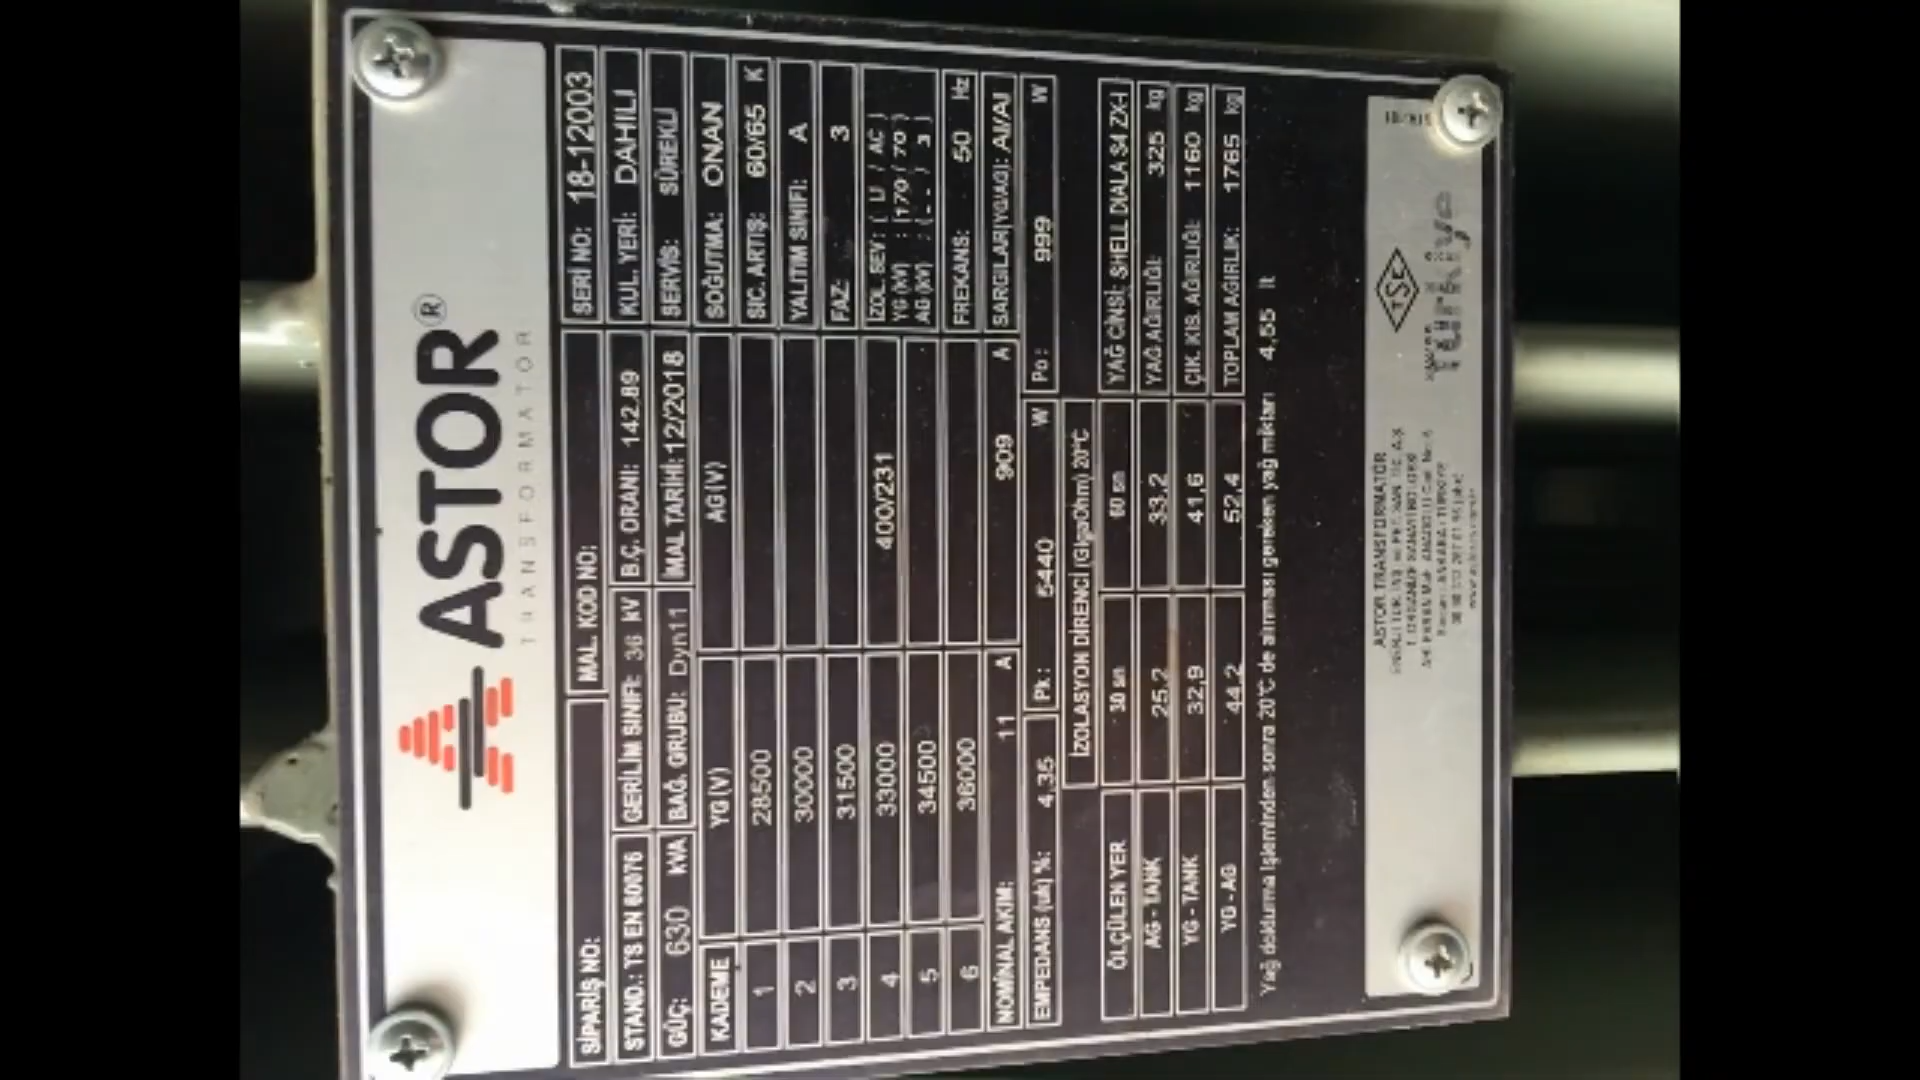 ASTOR®
TRANSFORMATOR
SİPARİŞ NO: MAL. KOD NO: SERİ NO: 18-12003
STAND.: TS EN 60076 GERİLİM SINIFI: 36 kV B.Ç. ORANI: 142.89 KUL. YERİ: DAHILI
GÜÇ: 630 kVA BAĞ. GRUBU: Dyn11 İMAL TARİHİ: 12/2018 SERVİS: SÜREKLİ
KADEME YG (V) AG (V) SOĞUTMA: ONAN
1 28500 SIC. ARTIŞ: 60/65 K
2 30000 YALITIM SINIFI: A
3 31500 FAZ: 3
4 33000 400/231 İZOL. SEV: ( LI / AC )
YG (kV) : (170 / 70 )
5 34500 AG (kV) : ( - - / 3 )
6 36000 FREKANS: 50 Hz
NOMİNAL AKIM: 11 A 909 A SARGILAR(YG/AG): Al/Al
EMPEDANS (uk) %: 4,35 Pk: 5440 W Po: 999 W
İZOLASYON DİRENCİ (GigaOhm) 20°C
ÖLÇÜLEN YER 30 sn 60 sn YAĞ CİNSİ: SHELL DIALA S4 ZX-I
AG - TANK 25,2 33,2 YAĞ AĞIRLIĞI: 325 kg
YG - TANK 32,9 41,6 ÇIK. KIS. AĞIRLIĞI: 1160 kg
YG - AG 44,2 52,4 TOPLAM AĞIRLIK: 1765 kg
Yağ doldurma işleminden sonra 20°C de alınması gereken yağ miktarı 4,55 lt
ASTOR TRANSFORMATÖR
TSE